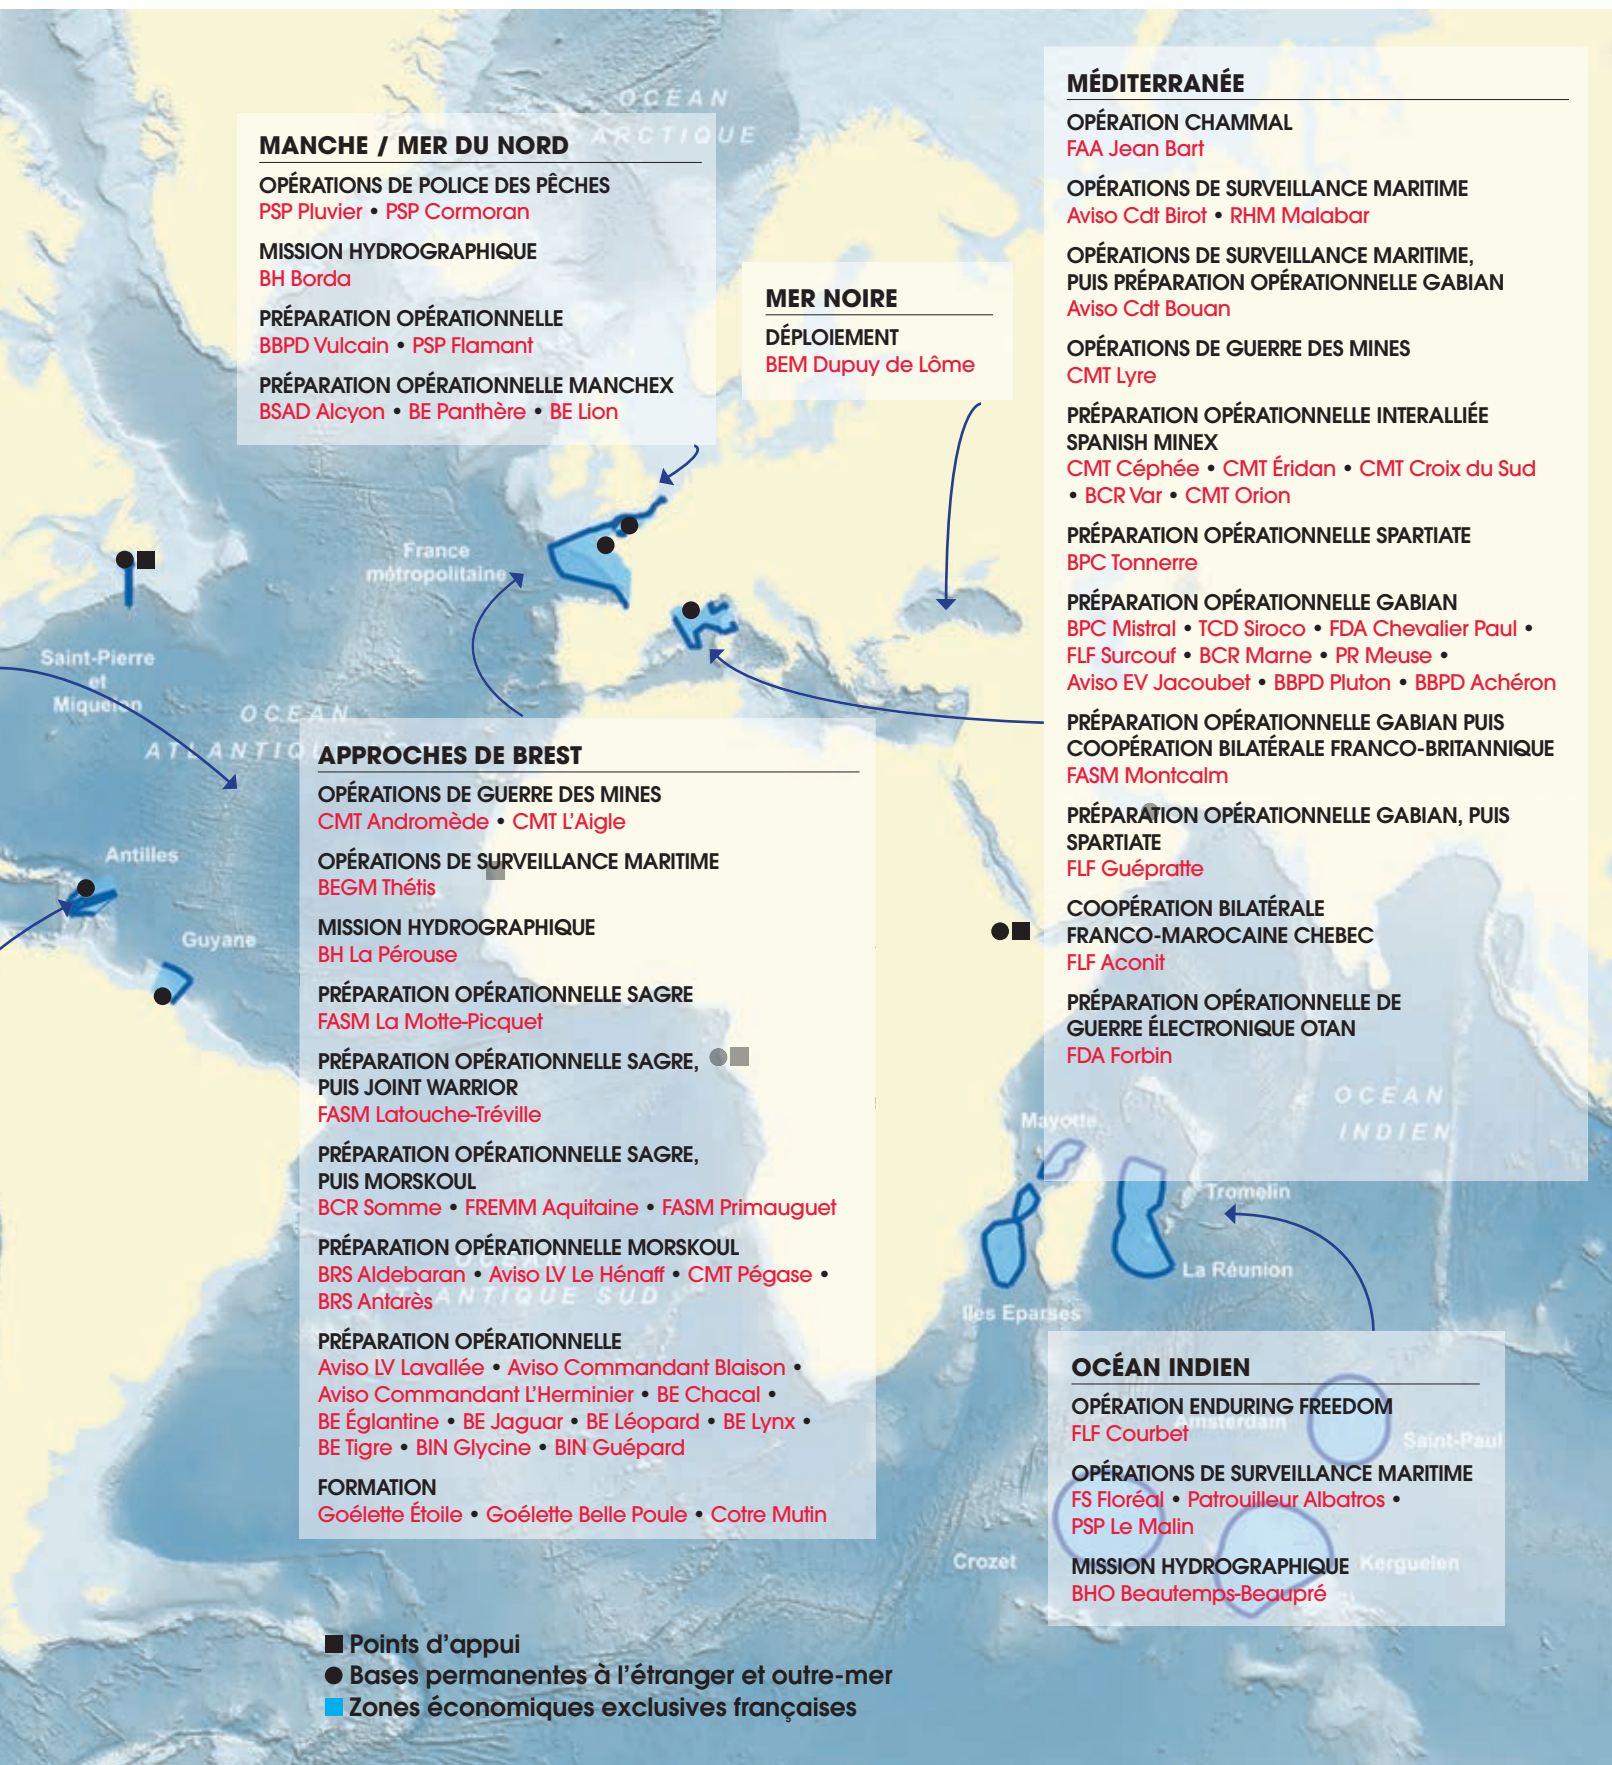 OCÉAN
ARCTIQUE
MANCHE / MER DU NORD
OPÉRATIONS DE POLICE DES PÊCHES
PSP Pluvier • PSP Cormoran
MISSION HYDROGRAPHIQUE
BH Borda
PRÉPARATION OPÉRATIONNELLE
BBPD Vulcain • PSP Flamant
PRÉPARATION OPÉRATIONNELLE MANCHEX
BSAD Alcyon • BE Panthère • BE Lion
MER NOIRE
DÉPLOIEMENT
BEM Dupuy de Lôme
MÉDITERRANÉE
OPÉRATION CHAMMAL
FAA Jean Bart
OPÉRATIONS DE SURVEILLANCE MARITIME
Aviso Cdt Birot • RHM Malabar
OPÉRATIONS DE SURVEILLANCE MARITIME,
PUIS PRÉPARATION OPÉRATIONNELLE GABIAN
Aviso Cdt Bouan
OPÉRATIONS DE GUERRE DES MINES
CMT Lyre
PRÉPARATION OPÉRATIONNELLE INTERALLIÉE
SPANISH MINEX
CMT Céphée • CMT Éridan • CMT Croix du Sud
• BCR Var • CMT Orion
PRÉPARATION OPÉRATIONNELLE SPARTIATE
BPC Tonnerre
PRÉPARATION OPÉRATIONNELLE GABIAN
BPC Mistral • TCD Siroco • FDA Chevalier Paul •
FLF Surcouf • BCR Marne • PR Meuse •
Aviso EV Jacoubet • BBPD Pluton • BBPD Achéron
PRÉPARATION OPÉRATIONNELLE GABIAN PUIS
COOPÉRATION BILATÉRALE FRANCO-BRITANNIQUE
FASM Montcalm
PRÉPARATION OPÉRATIONNELLE GABIAN, PUIS
SPARTIATE
FLF Guépratte
COOPÉRATION BILATÉRALE
FRANCO-MAROCAINE CHEBEC
FLF Aconit
PRÉPARATION OPÉRATIONNELLE DE
GUERRE ÉLECTRONIQUE OTAN
FDA Forbin
France
métropolitaine
Saint-Pierre
et
Miquelon
OCEAN
ATLANTIQUE
Antilles
Guyane
APPROCHES DE BREST
OPÉRATIONS DE GUERRE DES MINES
CMT Andromède • CMT L'Aigle
OPÉRATIONS DE SURVEILLANCE MARITIME
BEGM Thétis
MISSION HYDROGRAPHIQUE
BH La Pérouse
PRÉPARATION OPÉRATIONNELLE SAGRE
FASM La Motte-Picquet
PRÉPARATION OPÉRATIONNELLE SAGRE,
PUIS JOINT WARRIOR
FASM Latouche-Tréville
PRÉPARATION OPÉRATIONNELLE SAGRE,
PUIS MORSKOUL
BCR Somme • FREMM Aquitaine • FASM Primauguet
PRÉPARATION OPÉRATIONNELLE MORSKOUL
BRS Aldebaran • Aviso LV Le Hénaff • CMT Pégase •
BRS Antarès
PRÉPARATION OPÉRATIONNELLE
Aviso LV Lavallée • Aviso Commandant Blaison •
Aviso Commandant L'Herminier • BE Chacal •
BE Églantine • BE Jaguar • BE Léopard • BE Lynx •
BE Tigre • BIN Glycine • BIN Guépard
FORMATION
Goélette Étoile • Goélette Belle Poule • Cotre Mutin
OCEAN
ATLANTIQUE SUD
OCEAN
INDIEN
Mayotte
Tromelin
La Réunion
Iles Eparses
OCÉAN INDIEN
OPÉRATION ENDURING FREEDOM
FLF Courbet
OPÉRATIONS DE SURVEILLANCE MARITIME
FS Floréal • Patrouilleur Albatros •
PSP Le Malin
MISSION HYDROGRAPHIQUE
BHO Beautemps-Beaupré
Amsterdam
Saint-Paul
Crozet
Kerguelen
Points d'appui
Bases permanentes à l'étranger et outre-mer
Zones économiques exclusives françaises